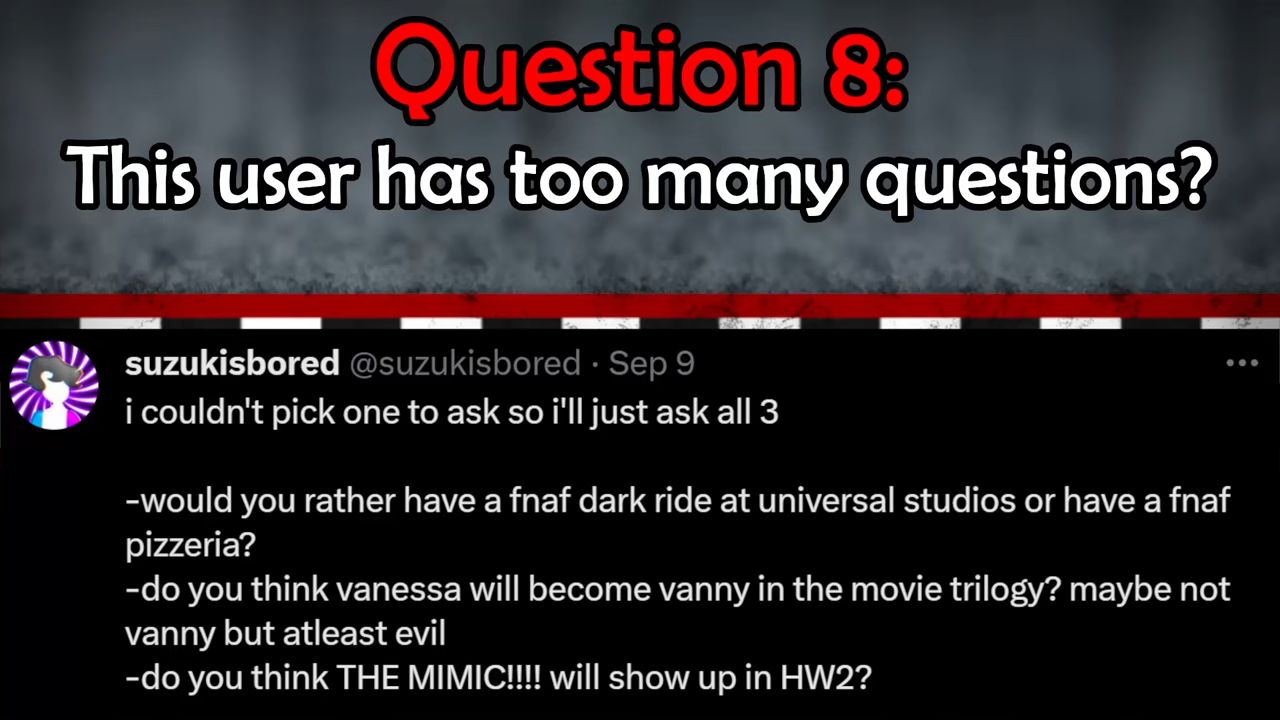 Question 8:
This user has too many questions?
suzukisbored @suzukisbored · Sep 9
i couldn't pick one to ask so i'll just ask all 3
-would you rather have a fnaf dark ride at universal studios or have a fnaf
pizzeria?
-do you think vanessa will become vanny in the movie trilogy? maybe not
vanny but atleast evil
-do you think THE MIMIC!!!! will show up in HW2?